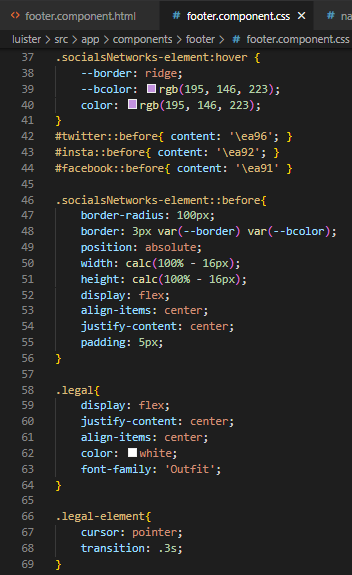 footer.component.html
footer.component.css ×
na
luister > src > app > components > footer > footer.component.css >
37 .socialsNetworks-element:hover {
38 --border: ridge;
39 --bcolor: rgb(195, 146, 223);
40 color: rgb(195, 146, 223);
41 }
42 #twitter::before{ content: '\ea96'; }
43 #insta::before{ content: '\ea92'; }
44 #facebook::before{ content: '\ea91' }
45
46 .socialsNetworks-element::before{
47 border-radius: 100px;
48 border: 3px var(--border) var(--bcolor);
49 position: absolute;
50 width: calc(100% - 16px);
51 height: calc(100% - 16px);
52 display: flex;
53 align-items: center;
54 justify-content: center;
55 padding: 5px;
56 }
57
58 .legal{
59 display: flex;
60 justify-content: center;
61 align-items: center;
62 color: white;
63 font-family: 'Outfit';
64 }
65
66 .legal-element{
67 cursor: pointer;
68 transition: .3s;
69 }